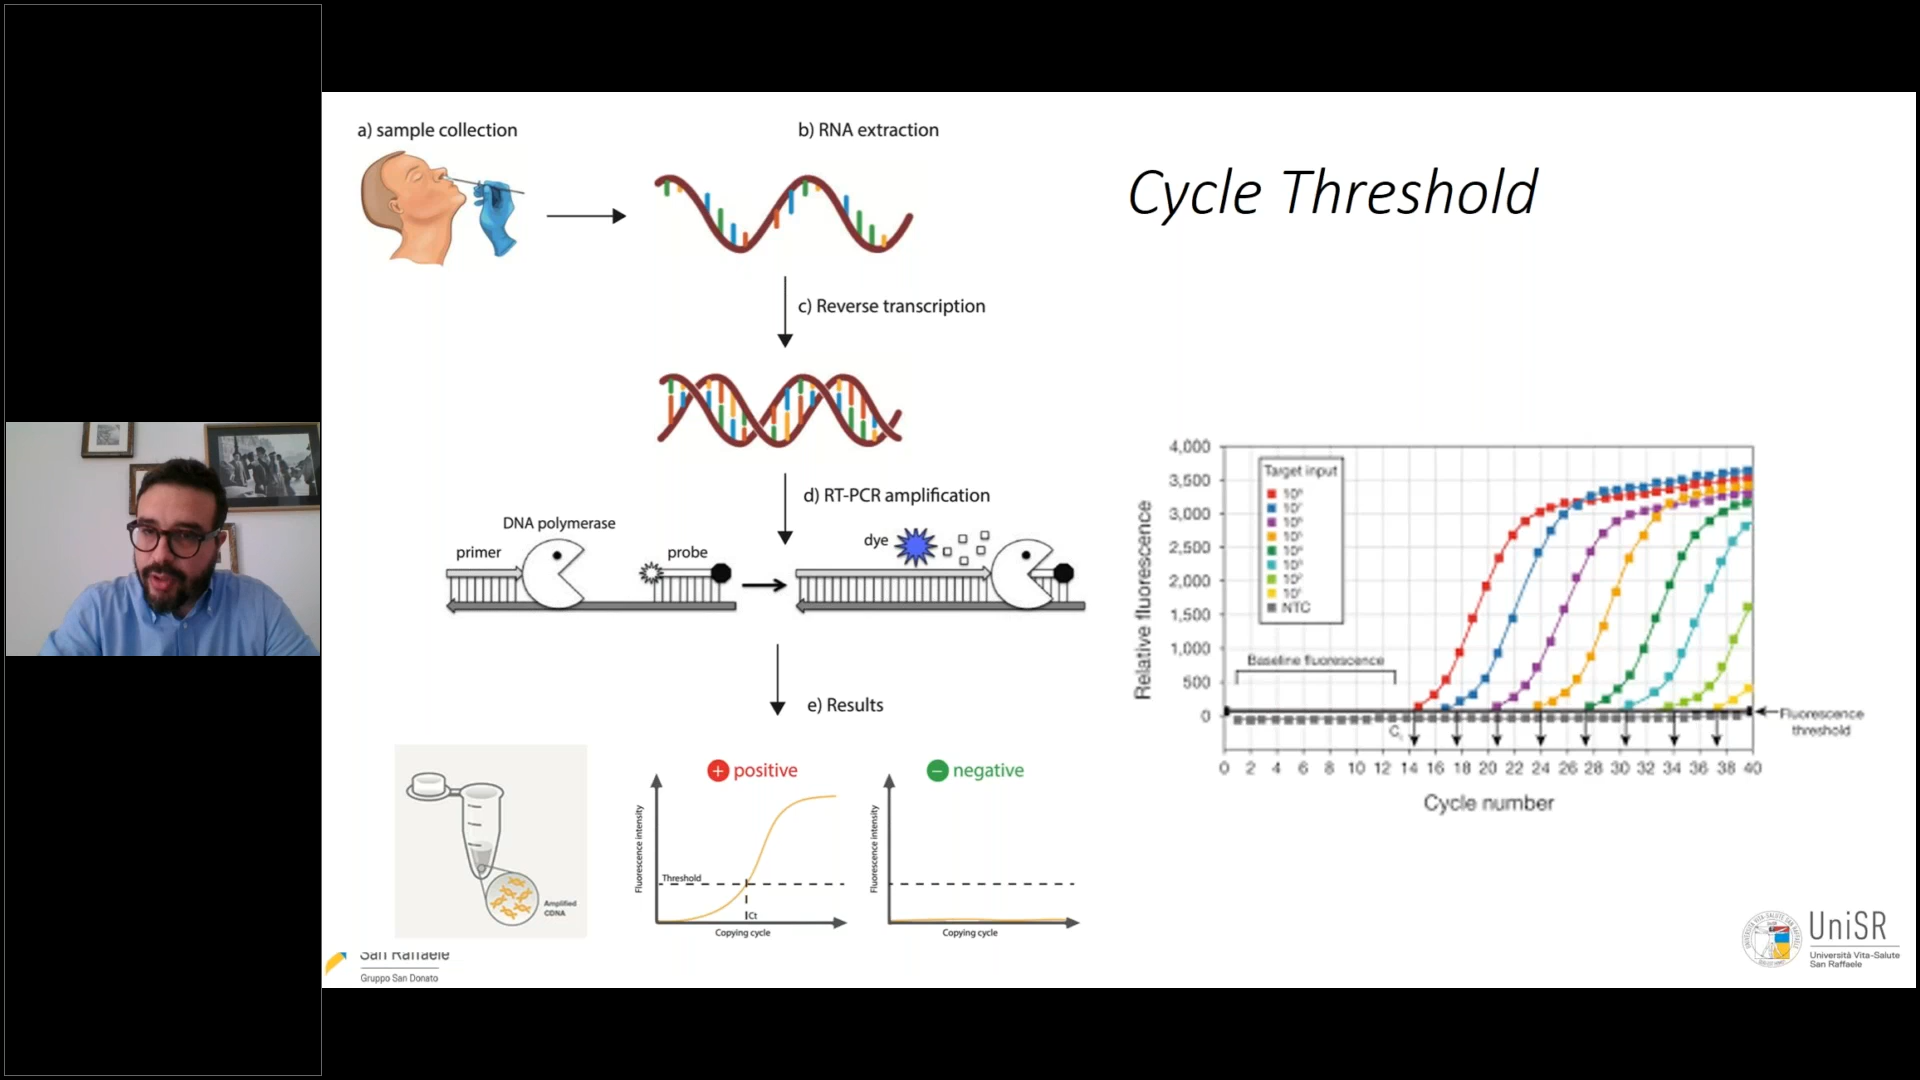 a) sample collection
b) RNA extraction
Cycle Threshold
c) Reverse transcription
d) RT-PCR amplification
DNA polymerase
primer
probe
dye
e) Results
positive
negative
Fluorescence intensity
Threshold
Ct
Copying cycle
Fluorescence intensity
Copying cycle
Amplified
CDNA
4,000
3,500
3,000
2,500
2,000
1,500
1,000
500
0
Relative fluorescence
Target input
NTC
Baseline fluorescence
Fluorescence
threshold
0 2 4 6 8 10 12 14 16 18 20 22 24 26 28 30 32 34 36 38 40
Cycle number
San Raffaele
Gruppo San Donato
UniSR
Università Vita-Salute
San Raffaele